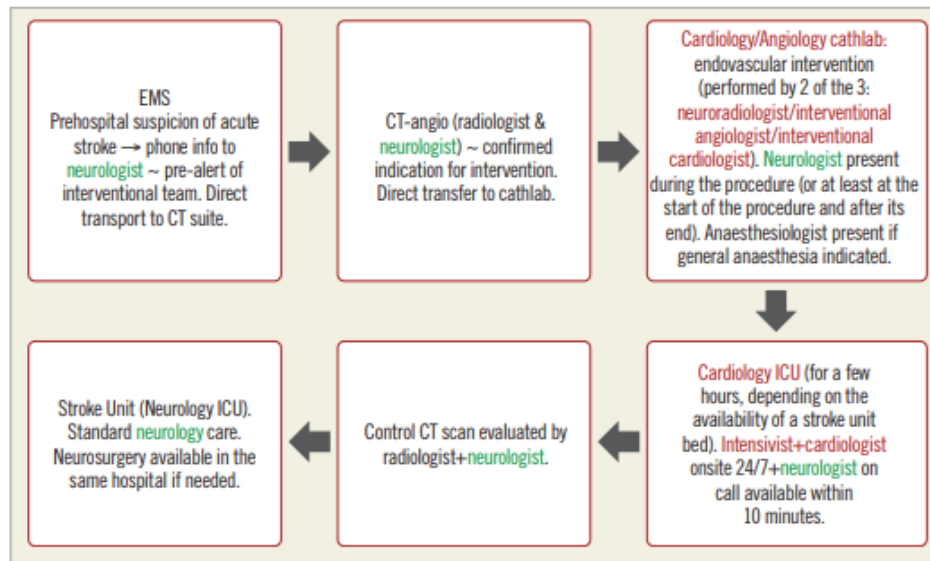 EMS
Prehospital suspicion of acute
stroke → phone info to
neurologist ~ pre-alert of
interventional team. Direct
transport to CT suite.
CT-angio (radiologist &
neurologist) ~ confirmed
indication for intervention.
Direct transfer to cathlab.
Cardiology/Angiology cathlab:
endovascular intervention
(performed by 2 of the 3:
neuroradiologist/interventional
angiologist/interventional
cardiologist). Neurologist present
during the procedure (or at least at the
start of the procedure and after its
end). Anaesthesiologist present if
general anaesthesia indicated.
Cardiology ICU (for a few
hours, depending on the
availability of a stroke unit
bed). Intensivist+cardiologist
onsite 24/7+neurologist on
call available within
10 minutes.
Control CT scan evaluated by
radiologist+neurologist.
Stroke Unit (Neurology ICU).
Standard neurology care.
Neurosurgery available in the
same hospital if needed.